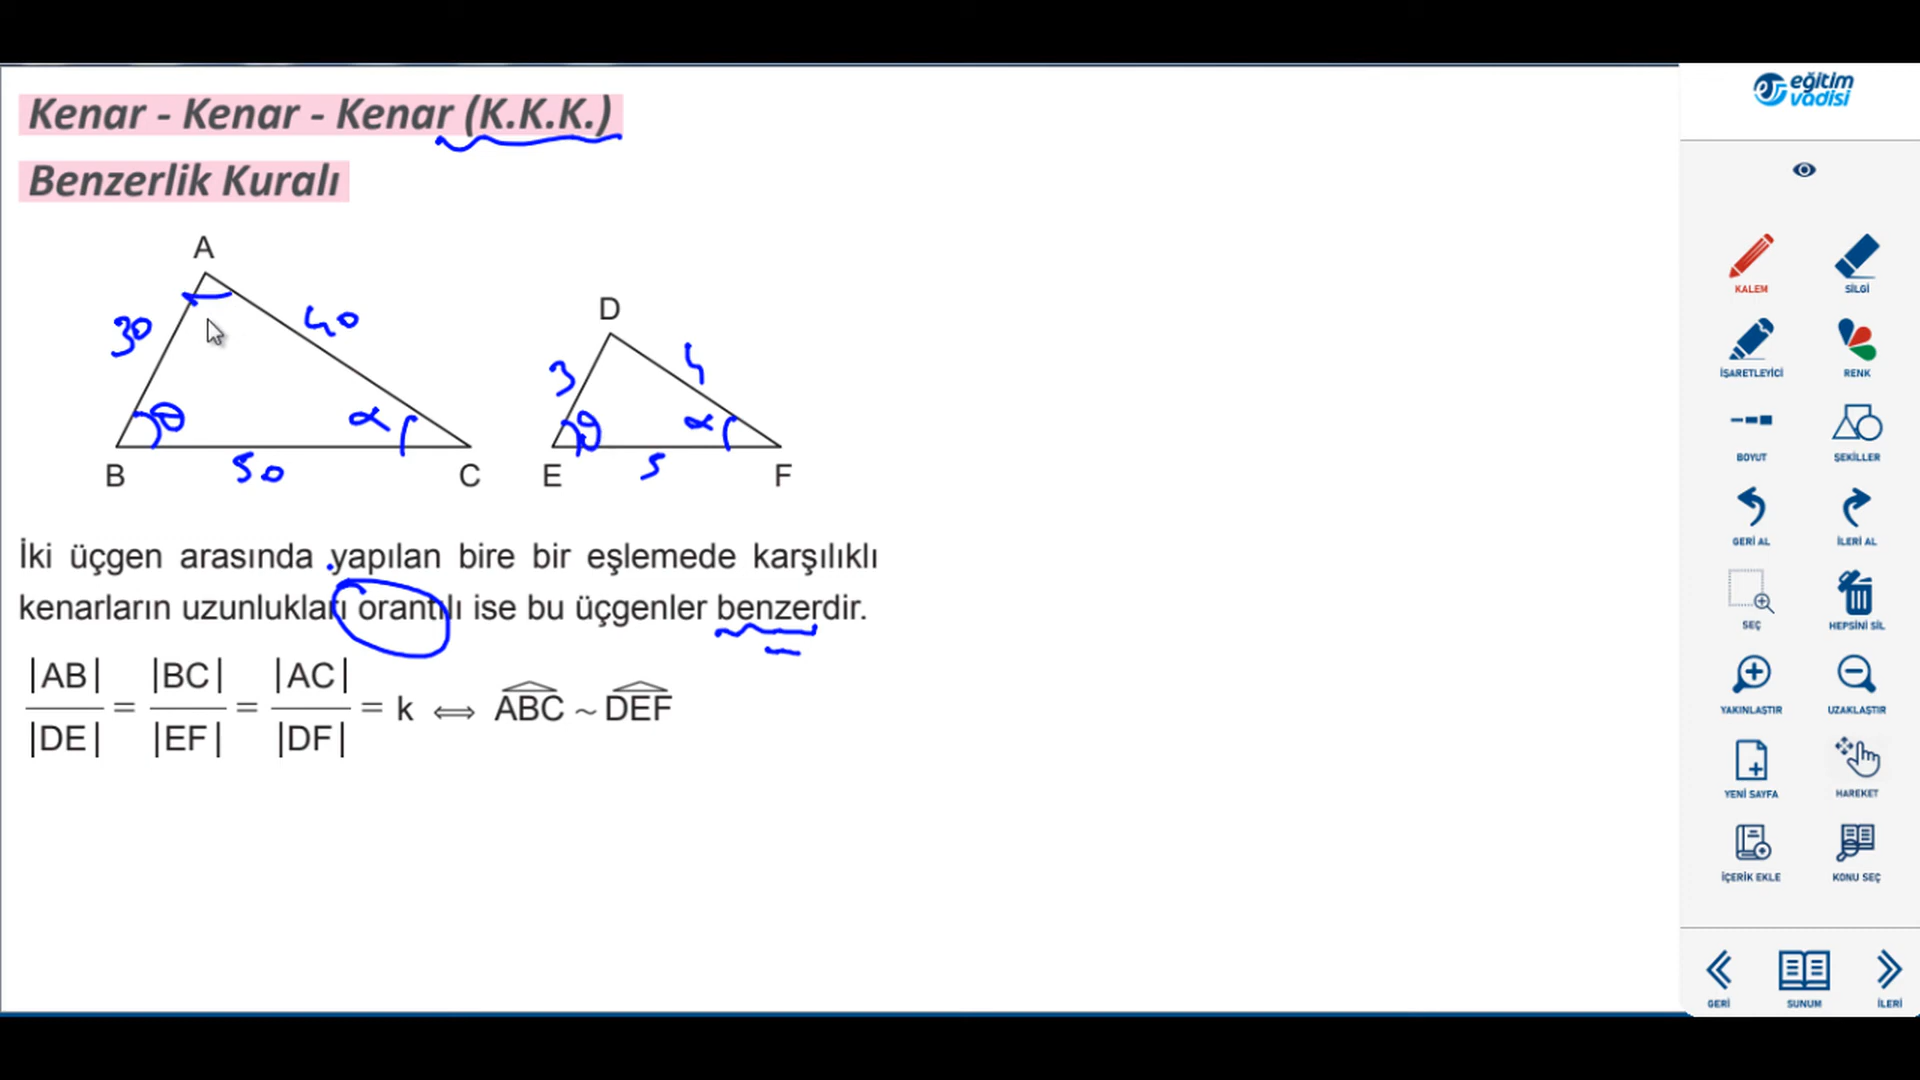 eğitim
vadisi
Kenar - Kenar - Kenar (K.K.K.)
Benzerlik Kuralı
A
30
40
D
3
4
θ
α
θ
α
B
50
C
E
5
F
İki üçgen arasında yapılan bire bir eşlemede karşılıklı
kenarların uzunlukları orantılı ise bu üçgenler benzerdir.
|AB| / |DE| = |BC| / |EF| = |AC| / |DF| = k ⟺ ABC ~ DEF
KALEM
SİLGİ
İŞARETLEYİCİ
RENK
BOYUT
ŞEKİLLER
GERİ AL
İLERİ AL
SEÇ
HEPSİNİ SİL
YAKINLAŞTIR
UZAKLAŞTIR
YENİ SAYFA
HAREKET
İÇERİK EKLE
KONU SEÇ
GERİ
SUNUM
İLERİ